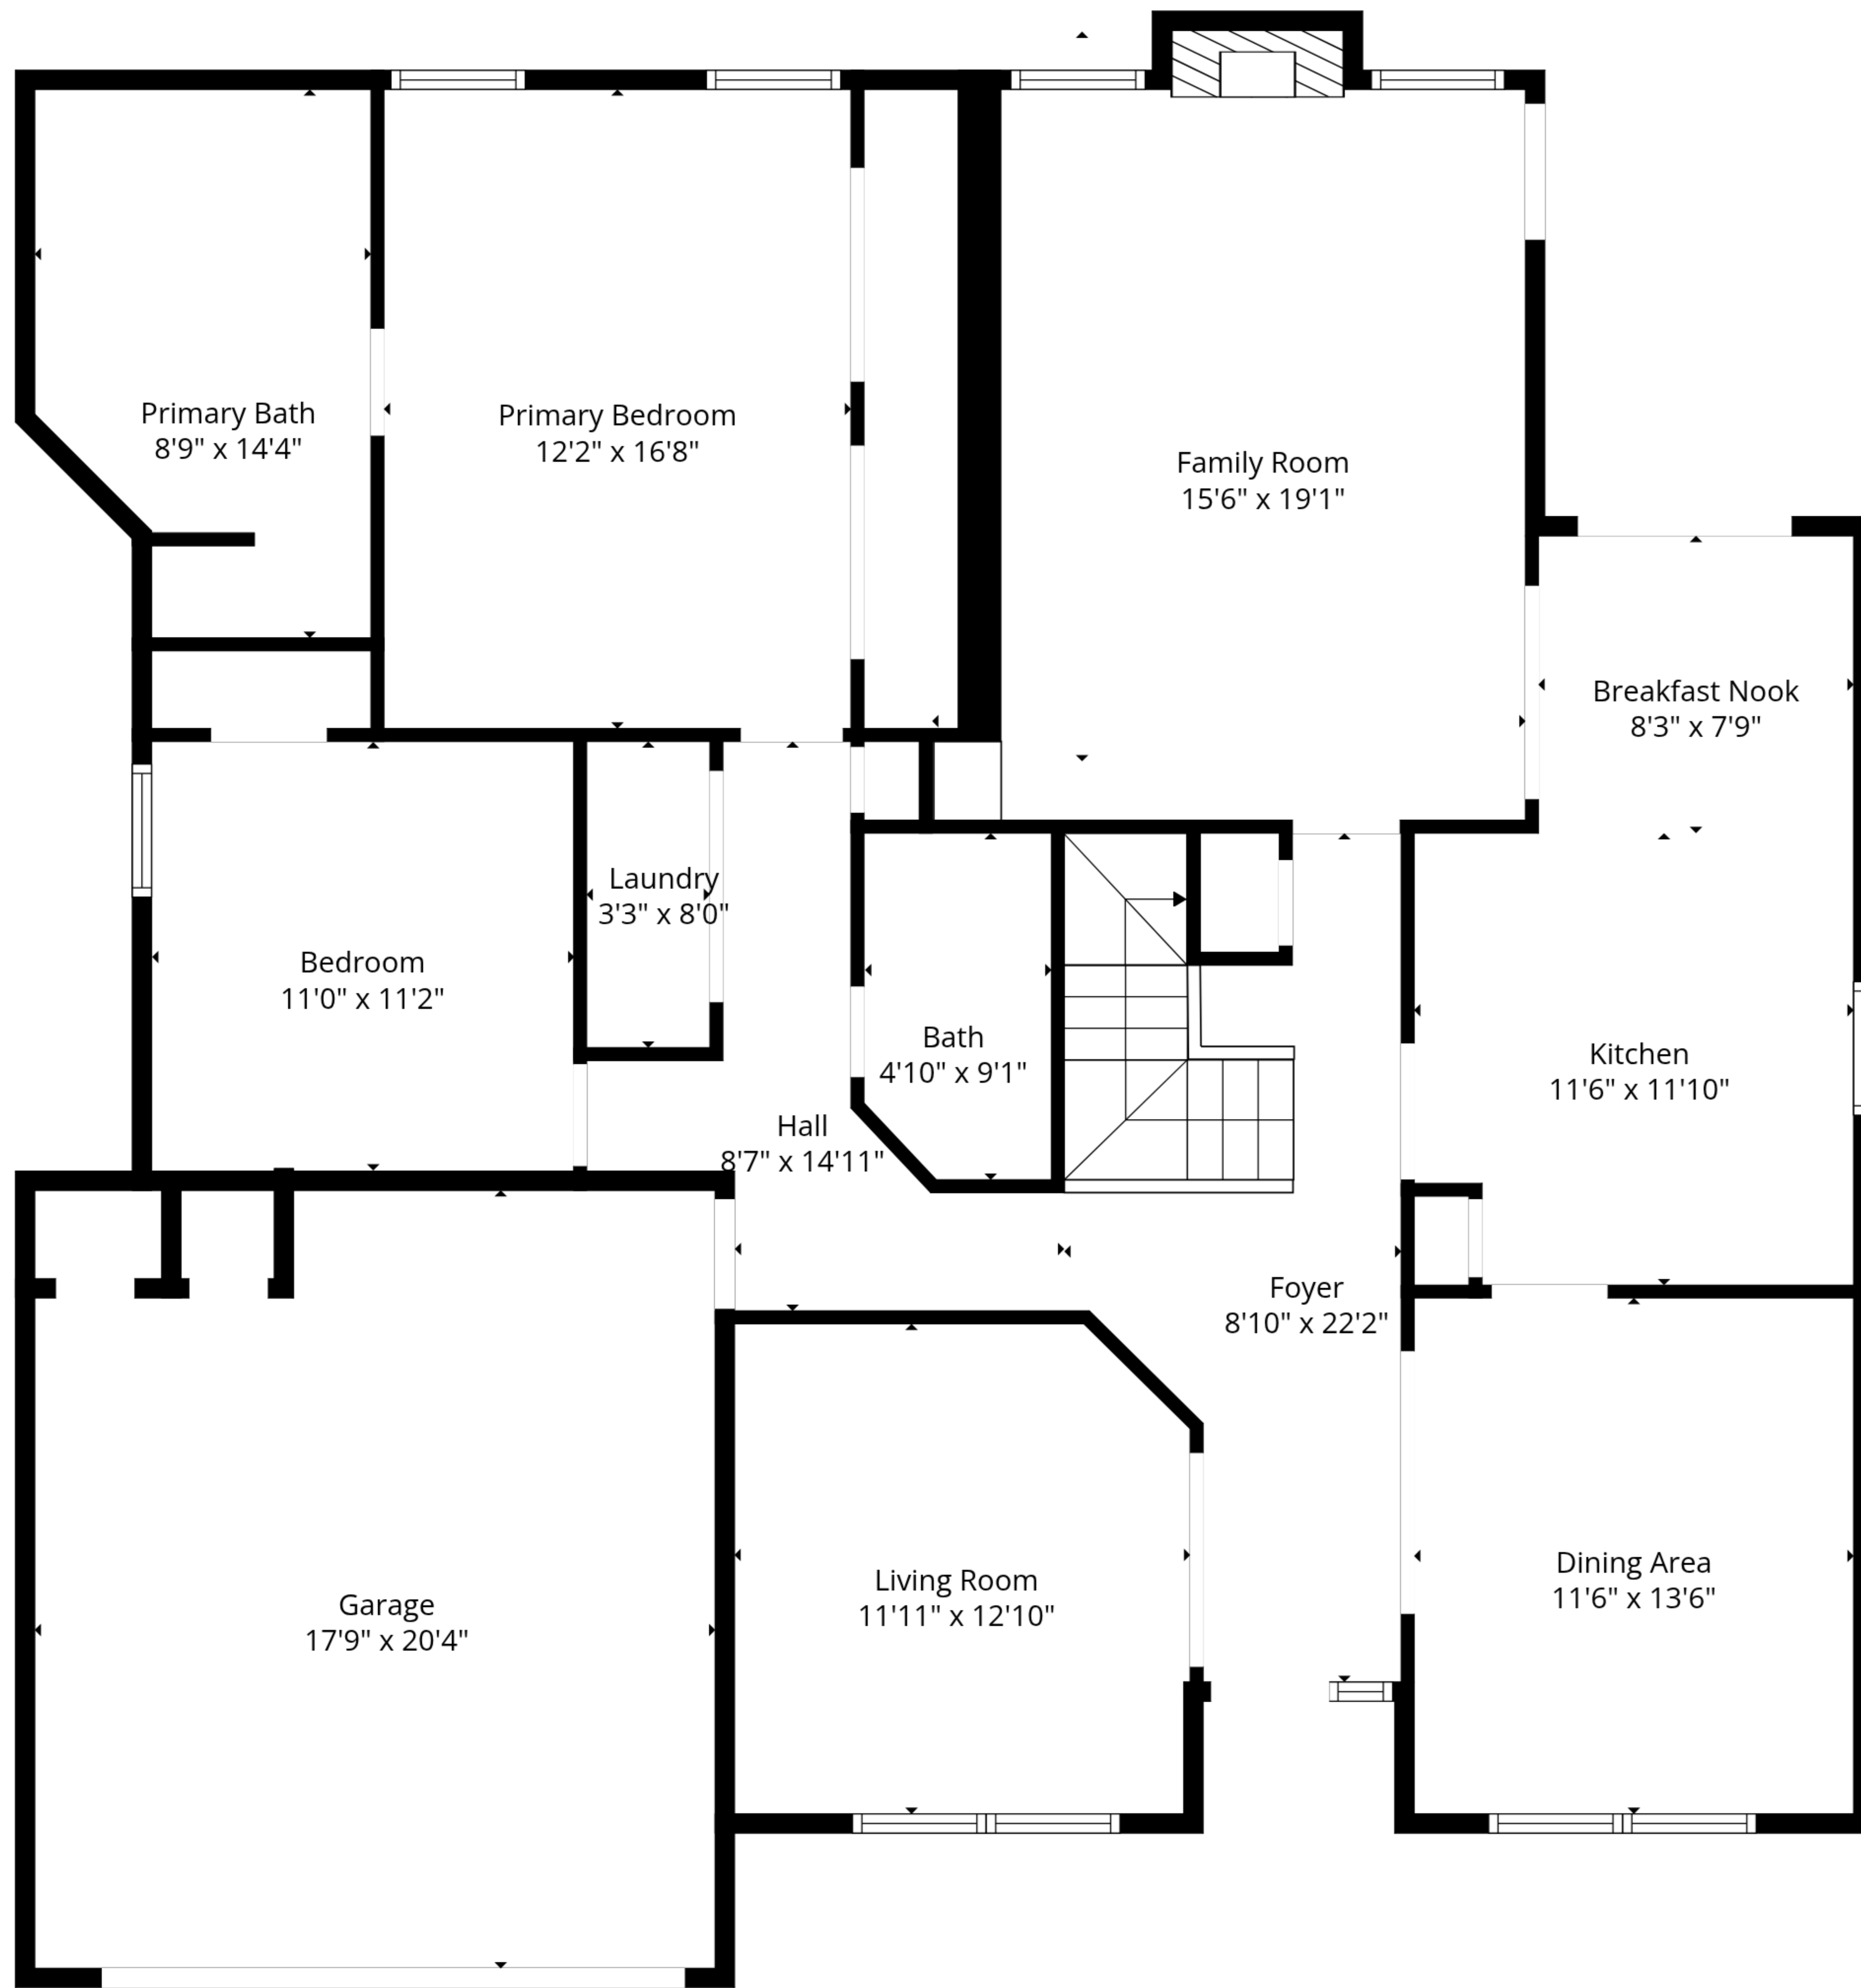 Primary Bath
8'9" x 14'4"
Primary Bedroom
12'2" x 16'8"
Family Room
15'6" x 19'1"
Breakfast Nook
8'3" x 7'9"
Laundry
3'3" x 8'0"
Bedroom
11'0" x 11'2"
Bath
4'10" x 9'1"
Kitchen
11'6" x 11'10"
Hall
8'7" x 14'11"
Foyer
8'10" x 22'2"
Dining Area
11'6" x 13'6"
Living Room
11'11" x 12'10"
Garage
17'9" x 20'4"